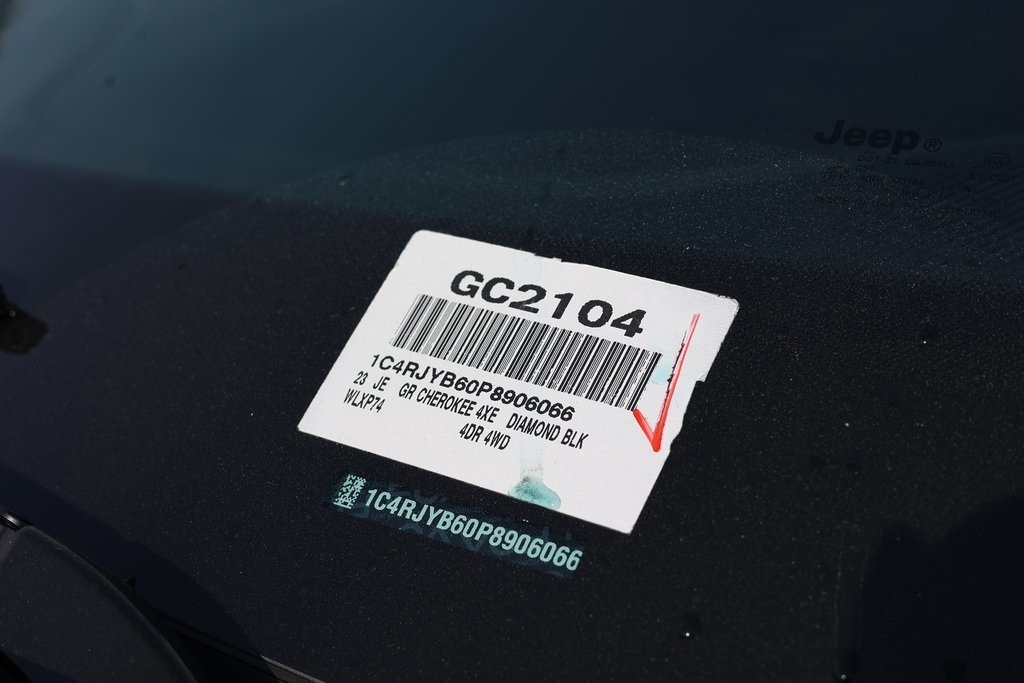 Jeep®
GC2104
1C4RJYB60P8906066
23 JE GR CHEROKEE 4XE DIAMOND BLK
WLXP74 4DR 4WD
1C4RJYB60P8906066